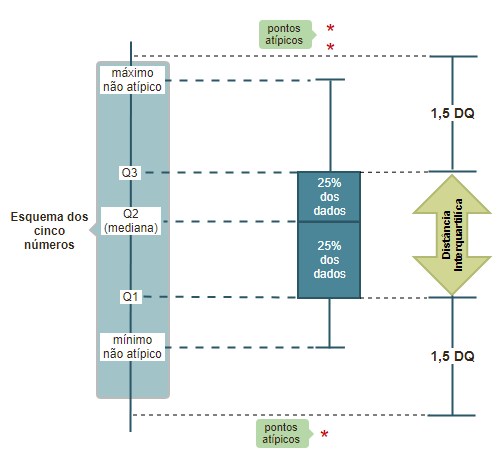 pontos
atípicos
*
*
máximo
não atípico
1,5 DQ
Q3
25%
dos
dados
Esquema dos
cinco
números
Q2
(mediana)
Distância
Interquartílica
25%
dos
dados
Q1
mínimo
não atípico
1,5 DQ
pontos
atípicos
*